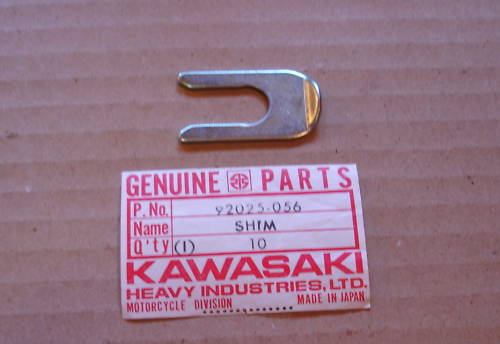 GENUINE PARTS
P. No. 92025-056
Name SHIM
Q'ty (1) 10
KAWASAKI
HEAVY INDUSTRIES, LTD.
MOTORCYCLE DIVISION MADE IN JAPAN